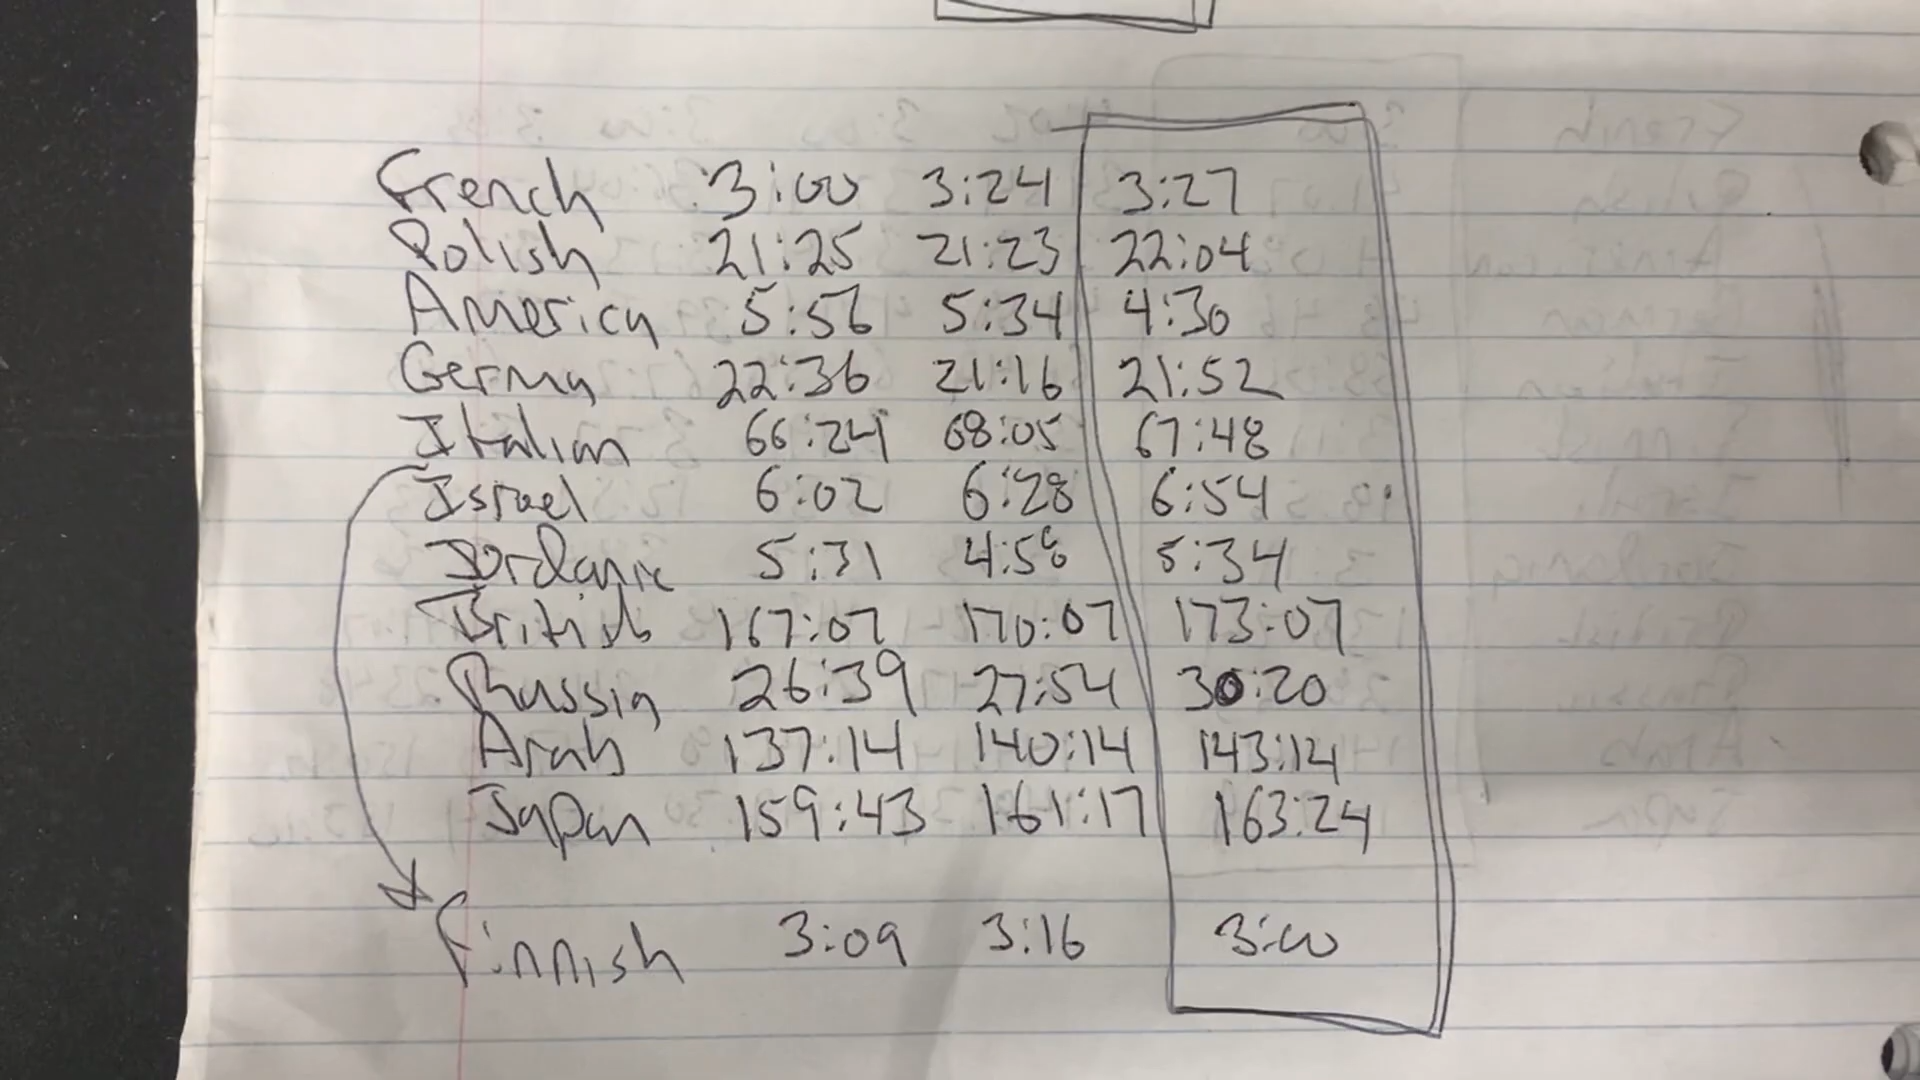 French 3:00 3:24 3:27
Polish 21:25 21:23 22:04
America 5:56 5:34 4:30
Germa 22:36 21:16 21:52
Italian 66:24 68:05 67:48
Israel 6:02 6:28 6:54
Jordania 5:31 4:58 5:34
British 167:07 170:07 173:07
Russia 26:39 27:54 30:20
Arab 137:14 140:14 143:14
Japan 159:43 161:17 163:24
Finnish 3:09 3:16 3:00